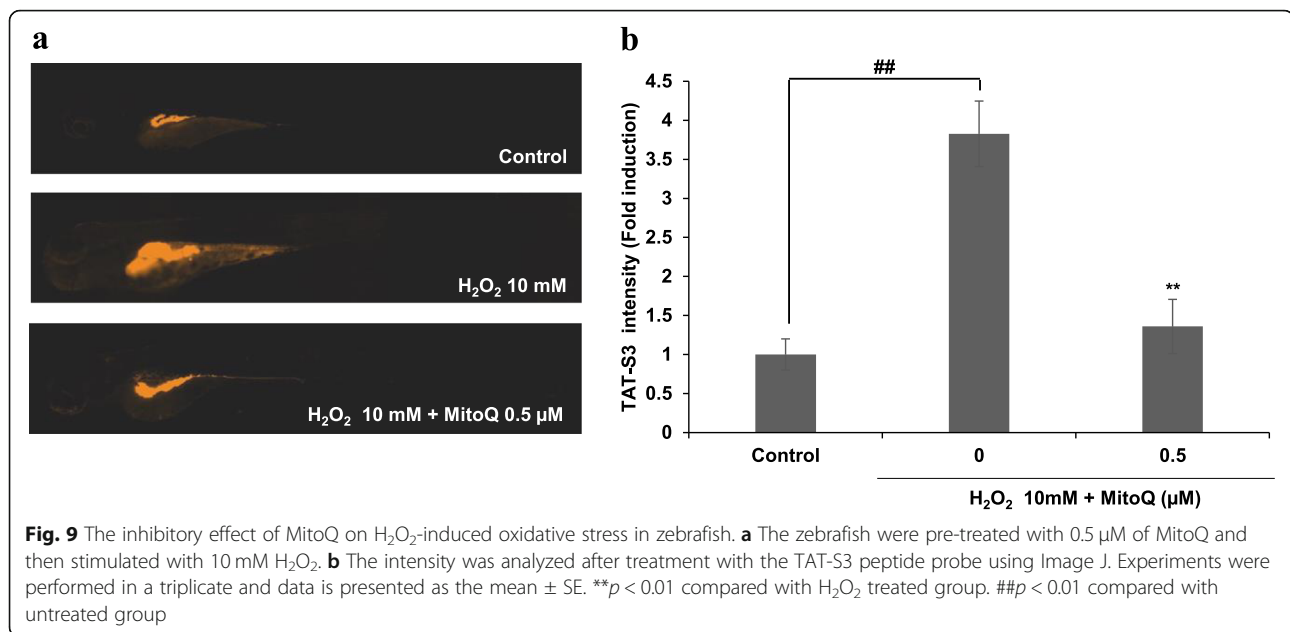 a
Control
H₂O₂ 10 mM
H₂O₂ 10 mM + MitoQ 0.5 µM
b
##
4.5
4
3.5
3
2.5
2
1.5
1
0.5
0
TAT-S3 intensity (Fold induction)
**
Control
0
0.5
H₂O₂ 10mM + MitoQ (µM)
Fig. 9 The inhibitory effect of MitoQ on H₂O₂-induced oxidative stress in zebrafish. a The zebrafish were pre-treated with 0.5 µM of MitoQ and
then stimulated with 10 mM H₂O₂. b The intensity was analyzed after treatment with the TAT-S3 peptide probe using Image J. Experiments were
performed in a triplicate and data is presented as the mean ± SE. **p < 0.01 compared with H₂O₂ treated group. ##p < 0.01 compared with
untreated group